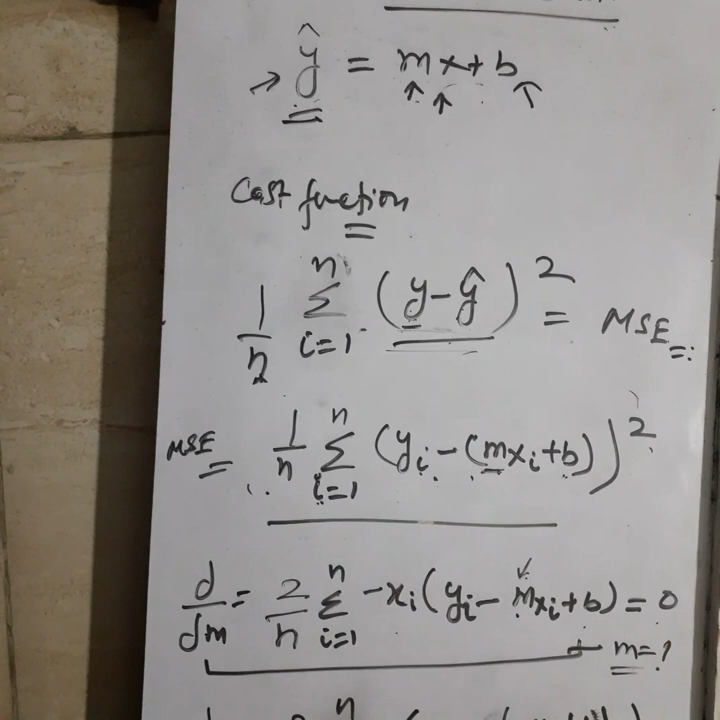 ŷ = mx+b
Cost function
1/n Σ_{i=1}^{n} (y-ŷ)^2 = MSE
MSE = 1/n Σ_{i=1}^{n} (y_i-(mx_i+b))^2
d/dm = 2/n Σ_{i=1}^{n} -x_i(y_i-mx_i+b)=0
m=?